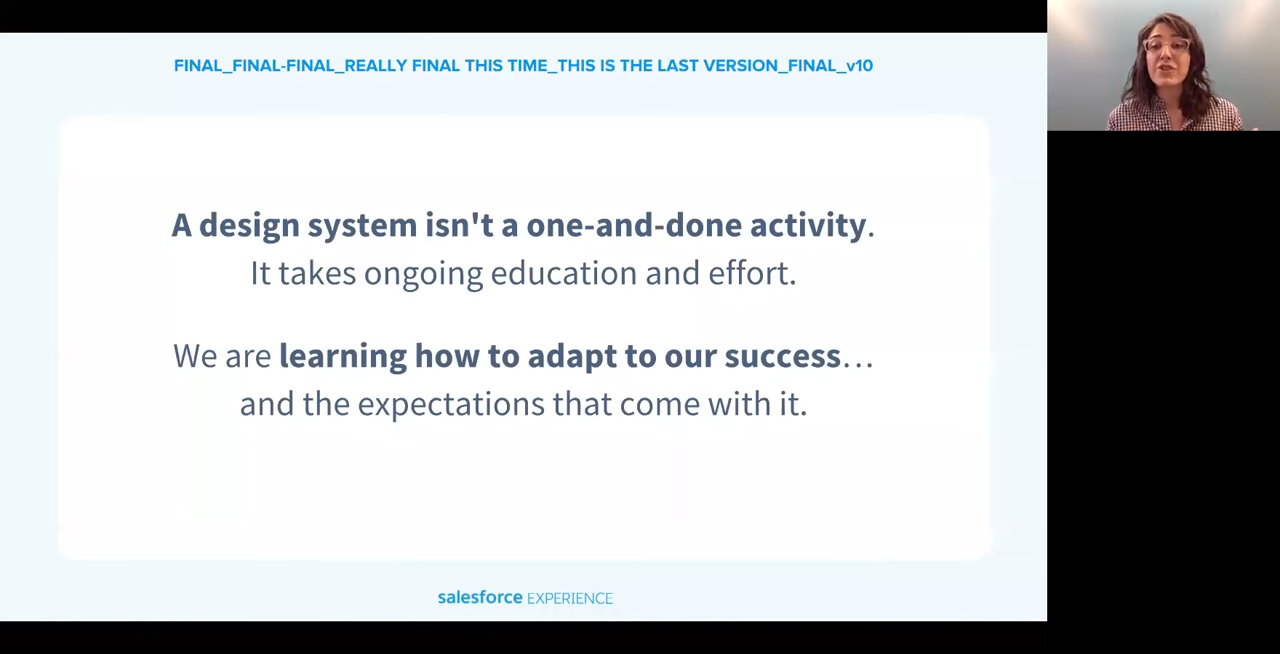 FINAL_FINAL-FINAL_REALLY FINAL THIS TIME_THIS IS THE LAST VERSION_FINAL_v10
A design system isn't a one-and-done activity.
It takes ongoing education and effort.
We are learning how to adapt to our success…
and the expectations that come with it.
salesforce EXPERIENCE